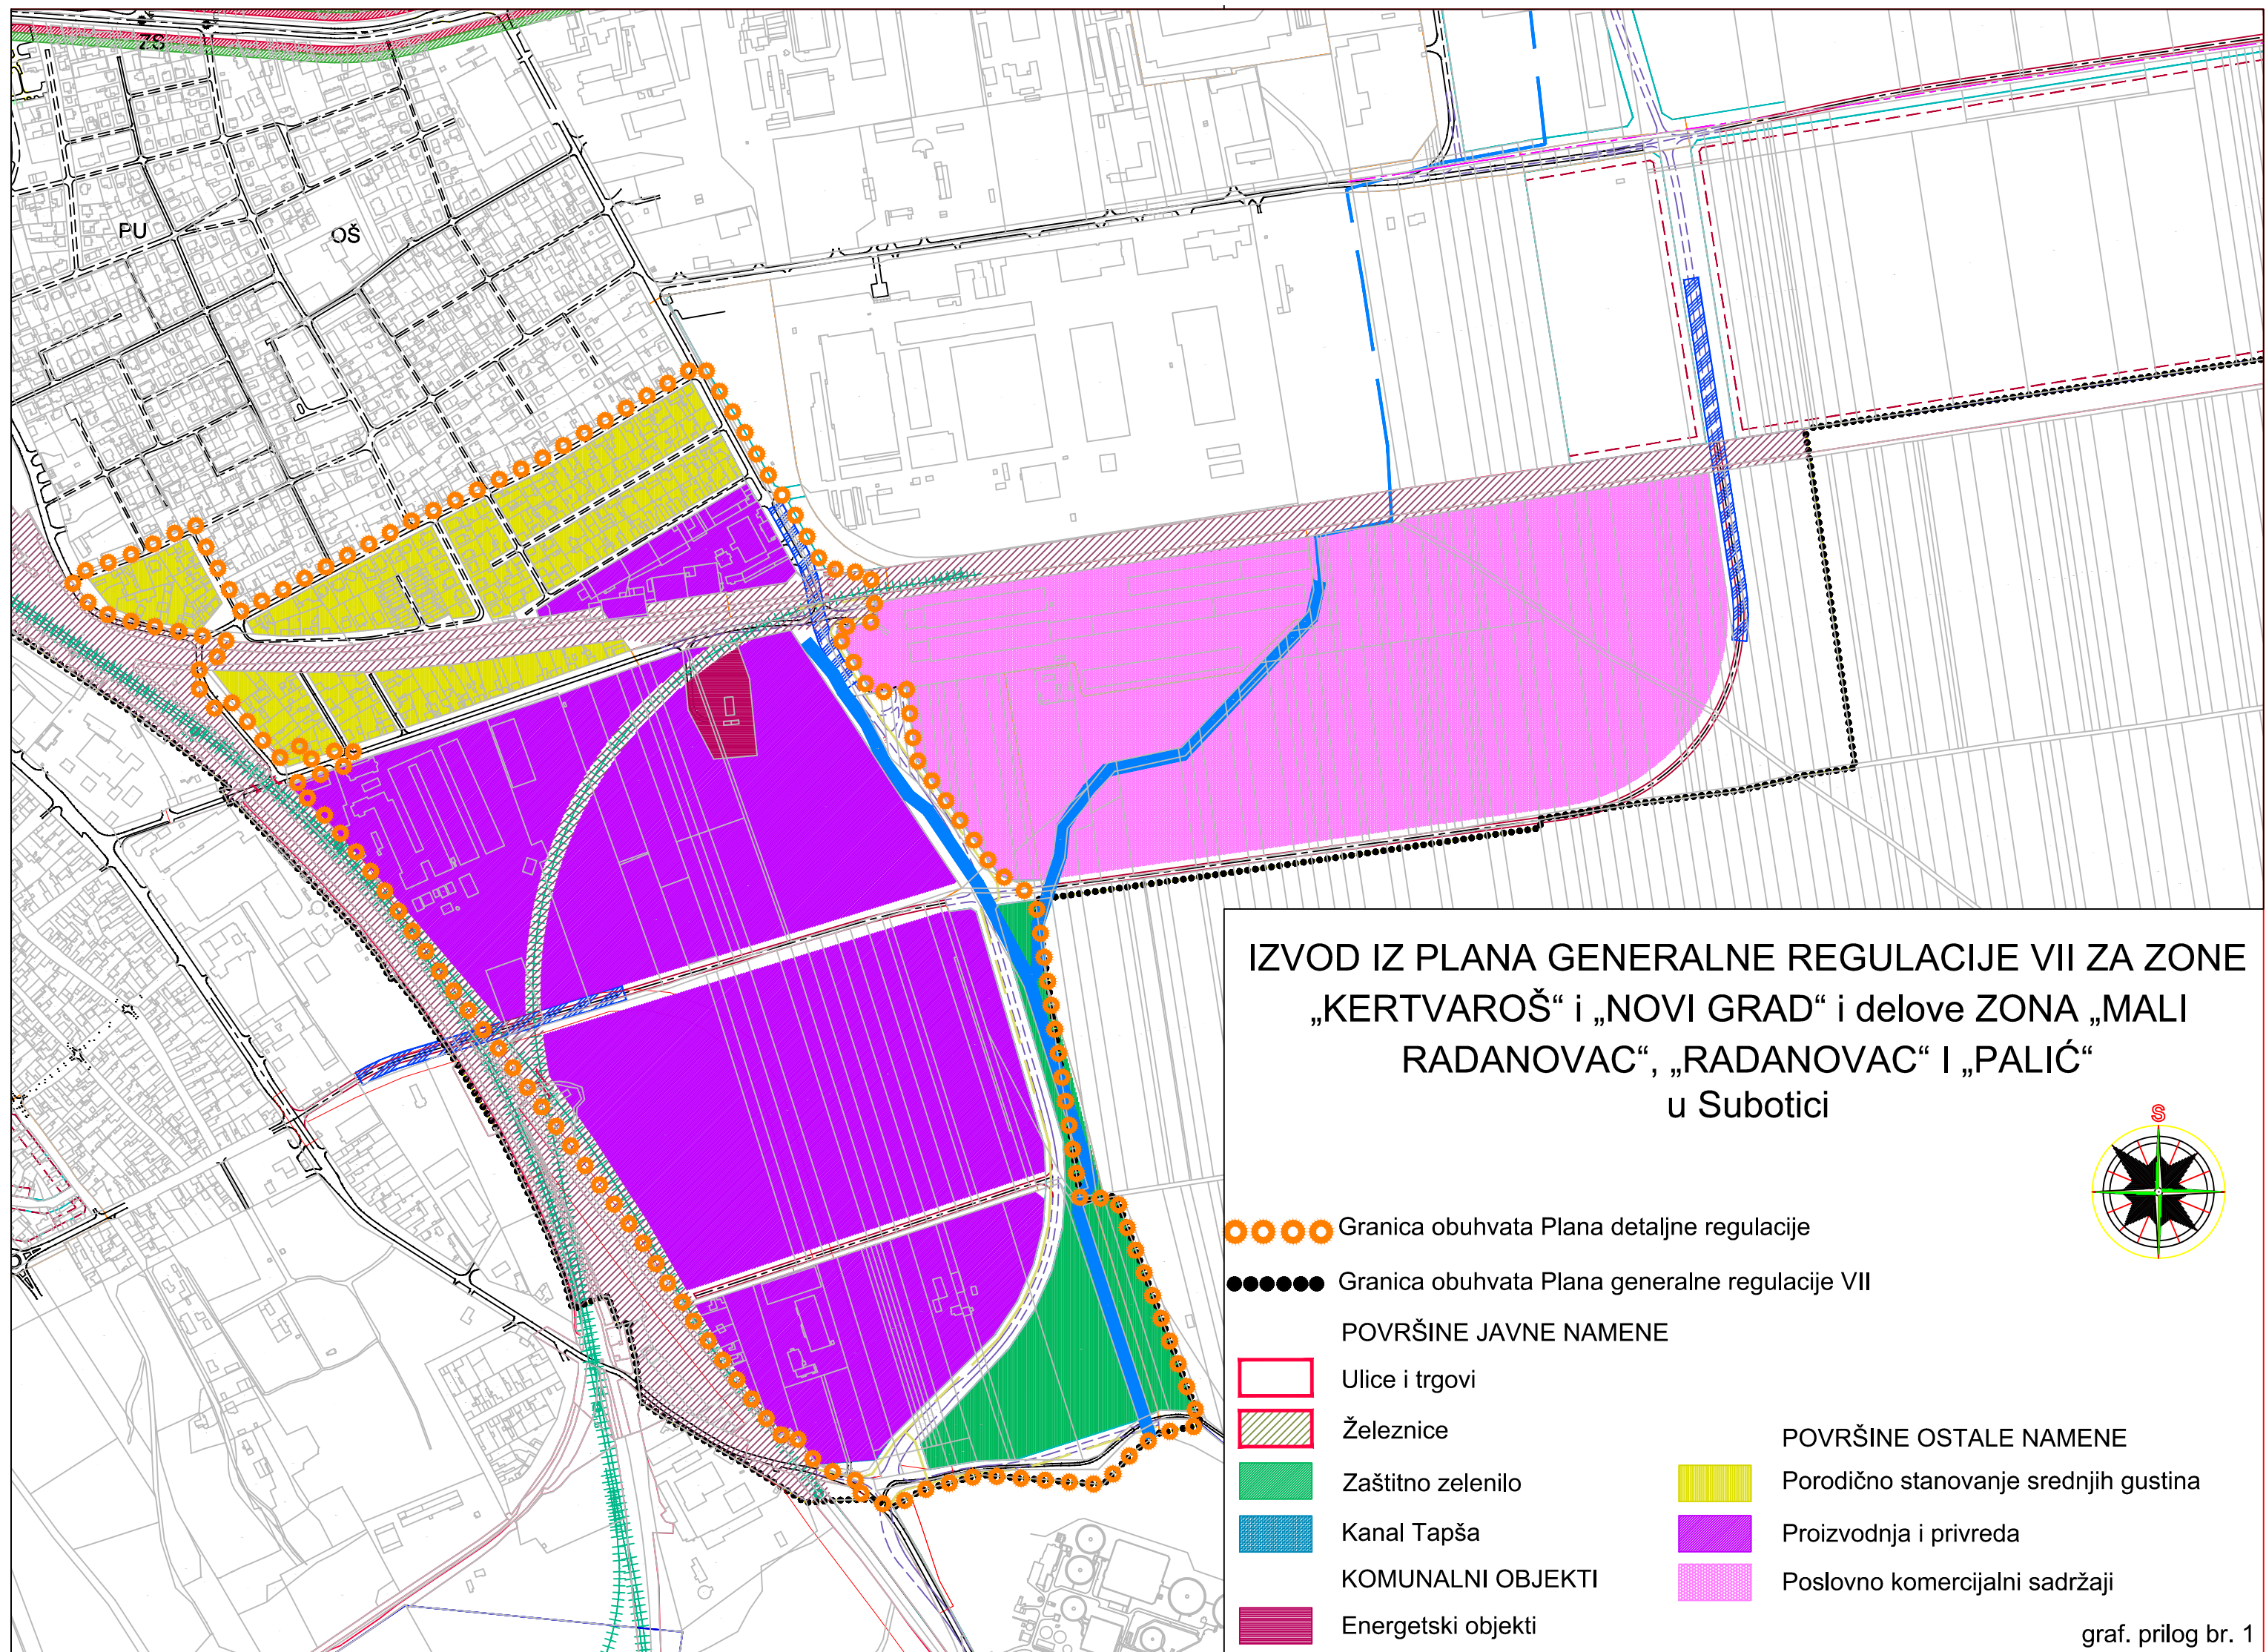 ZS
PU
OŠ
IZVOD IZ PLANA GENERALNE REGULACIJE VII ZA ZONE
„KERTVAROŠ“ i „NOVI GRAD“ i delove ZONA „MALI
RADANOVAC“, „RADANOVAC“ I „PALIĆ“
u Subotici
S
Granica obuhvata Plana detaljne regulacije
Granica obuhvata Plana generalne regulacije VII
POVRŠINE JAVNE NAMENE
Ulice i trgovi
Železnice
Zaštitno zelenilo
Kanal Tapša
KOMUNALNI OBJEKTI
Energetski objekti
POVRŠINE OSTALE NAMENE
Porodično stanovanje srednjih gustina
Proizvodnja i privreda
Poslovno komercijalni sadržaji
graf. prilog br. 1